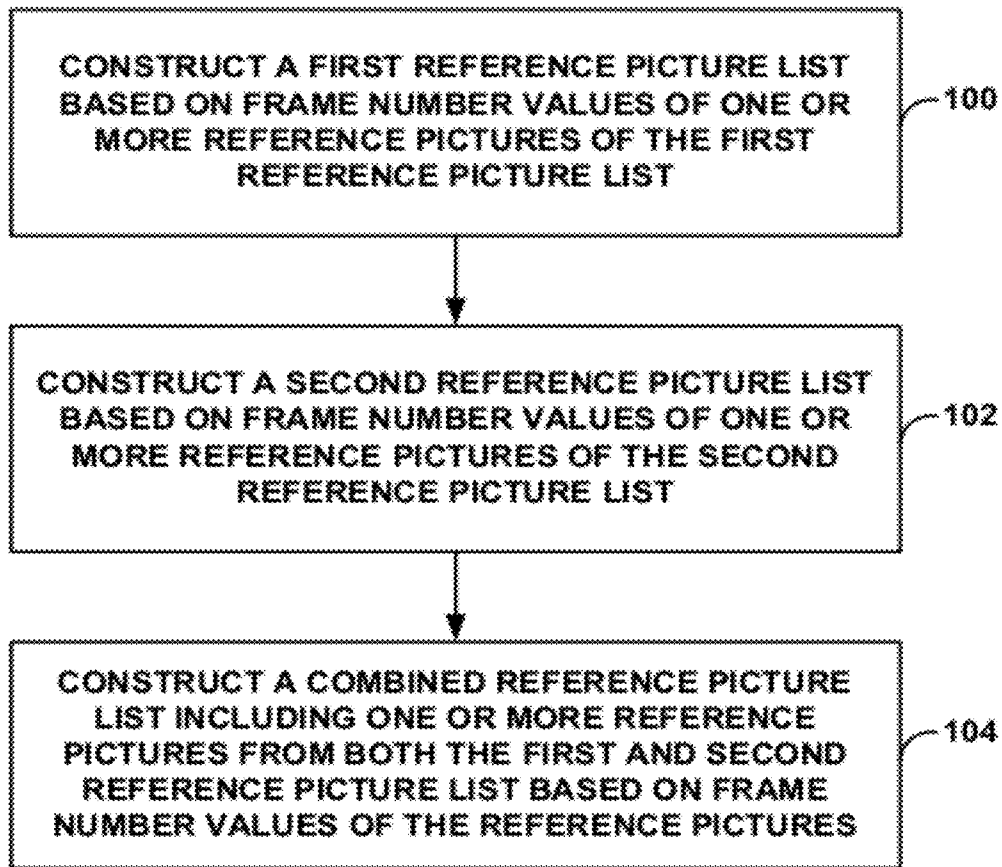 CONSTRUCT A FIRST REFERENCE PICTURE LIST
BASED ON FRAME NUMBER VALUES OF ONE OR
MORE REFERENCE PICTURES OF THE FIRST
REFERENCE PICTURE LIST
100
CONSTRUCT A SECOND REFERENCE PICTURE LIST
BASED ON FRAME NUMBER VALUES OF ONE OR
MORE REFERENCE PICTURES OF THE SECOND
REFERENCE PICTURE LIST
102
CONSTRUCT A COMBINED REFERENCE PICTURE
LIST INCLUDING ONE OR MORE REFERENCE
PICTURES FROM BOTH THE FIRST AND SECOND
REFERENCE PICTURE LIST BASED ON FRAME
NUMBER VALUES OF THE REFERENCE PICTURES
104